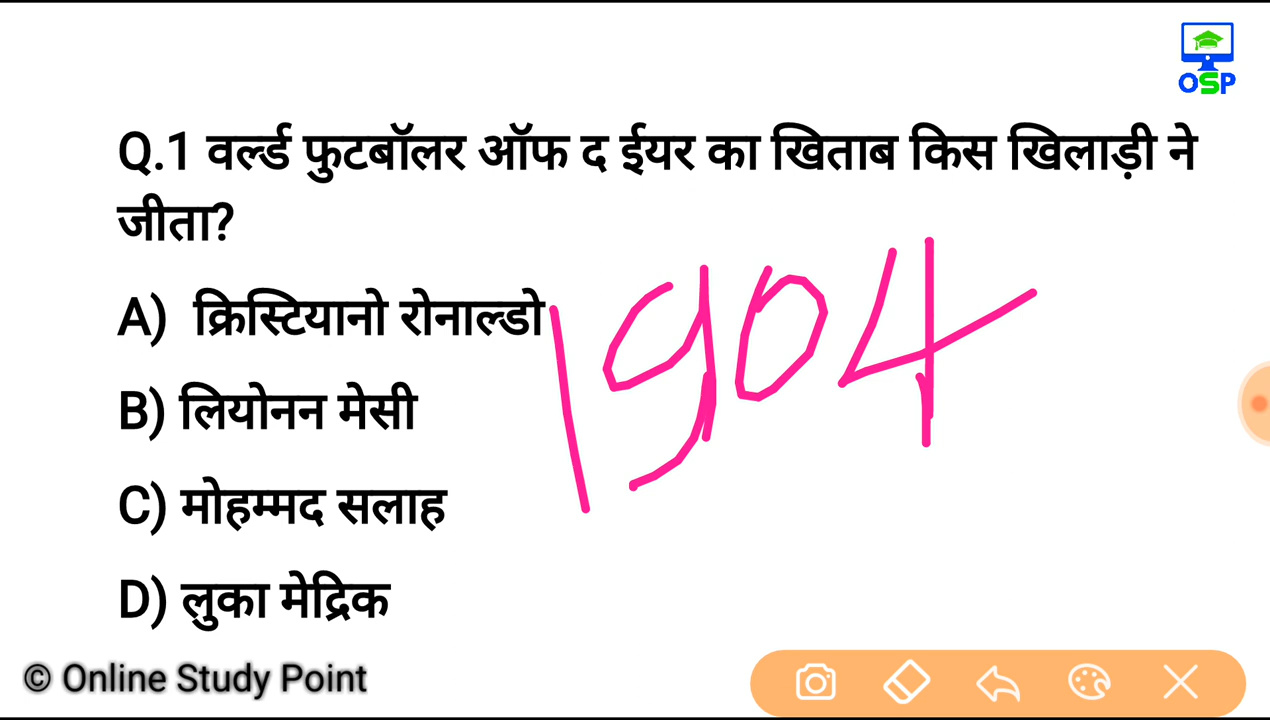 OSP
Q.1 वर्ल्ड फुटबॉलर ऑफ द ईयर का खिताब किस खिलाड़ी ने
जीता?
A) क्रिस्टियानो रोनाल्डो
B) लियोनन मेसी
C) मोहम्मद सलाह
D) लुका मेद्रिक
1904
© Online Study Point